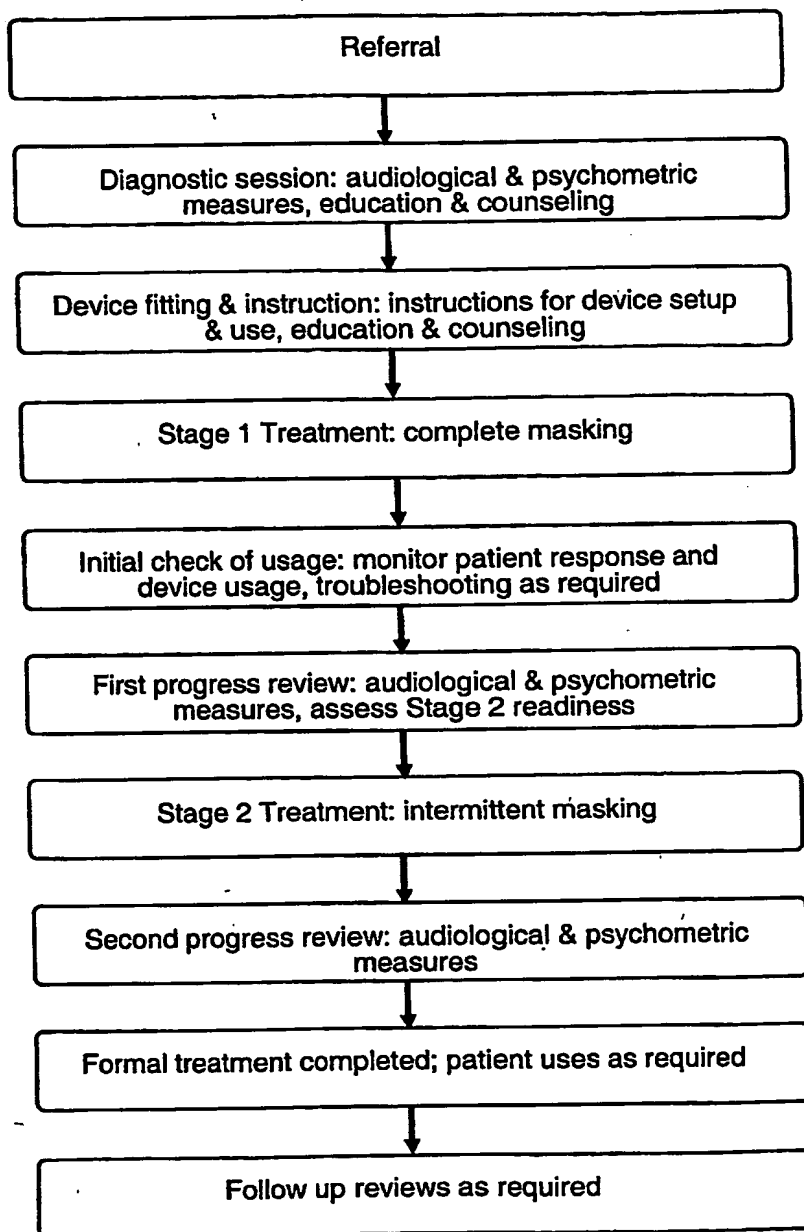 Referral
Diagnostic session: audiological & psychometric
measures, education & counseling
Device fitting & instruction: instructions for device setup
& use, education & counseling
Stage 1 Treatment: complete masking
Initial check of usage: monitor patient response and
device usage, troubleshooting as required
First progress review: audiological & psychometric
measures, assess Stage 2 readiness
Stage 2 Treatment: intermittent masking
Second progress review: audiological & psychometric
measures
Formal treatment completed; patient uses as required
Follow up reviews as required